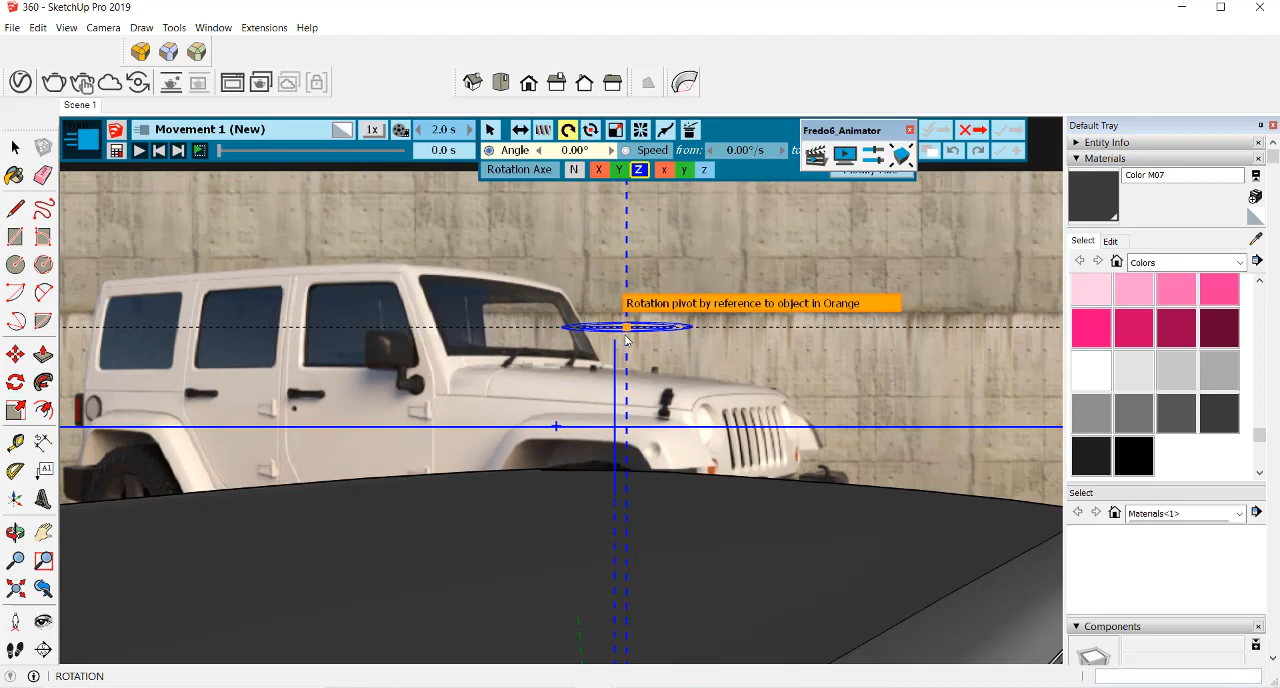 360 - SketchUp Pro 2019
File Edit View Camera Draw Tools Window Help Extensions
Scene 1
Movement 1 (New)
1x
2.0 s
Fredo6_Animator
Default Tray
0.0 s
Angle
0.00°
Speed
from:
0.00°/s
Entity Info
Materials
Rotation Axe
N X Y Z x y z
Color M07
Select Edit
Colors
Rotation pivot by reference to object in Orange
Select
Materials<1>
Components
ROTATION